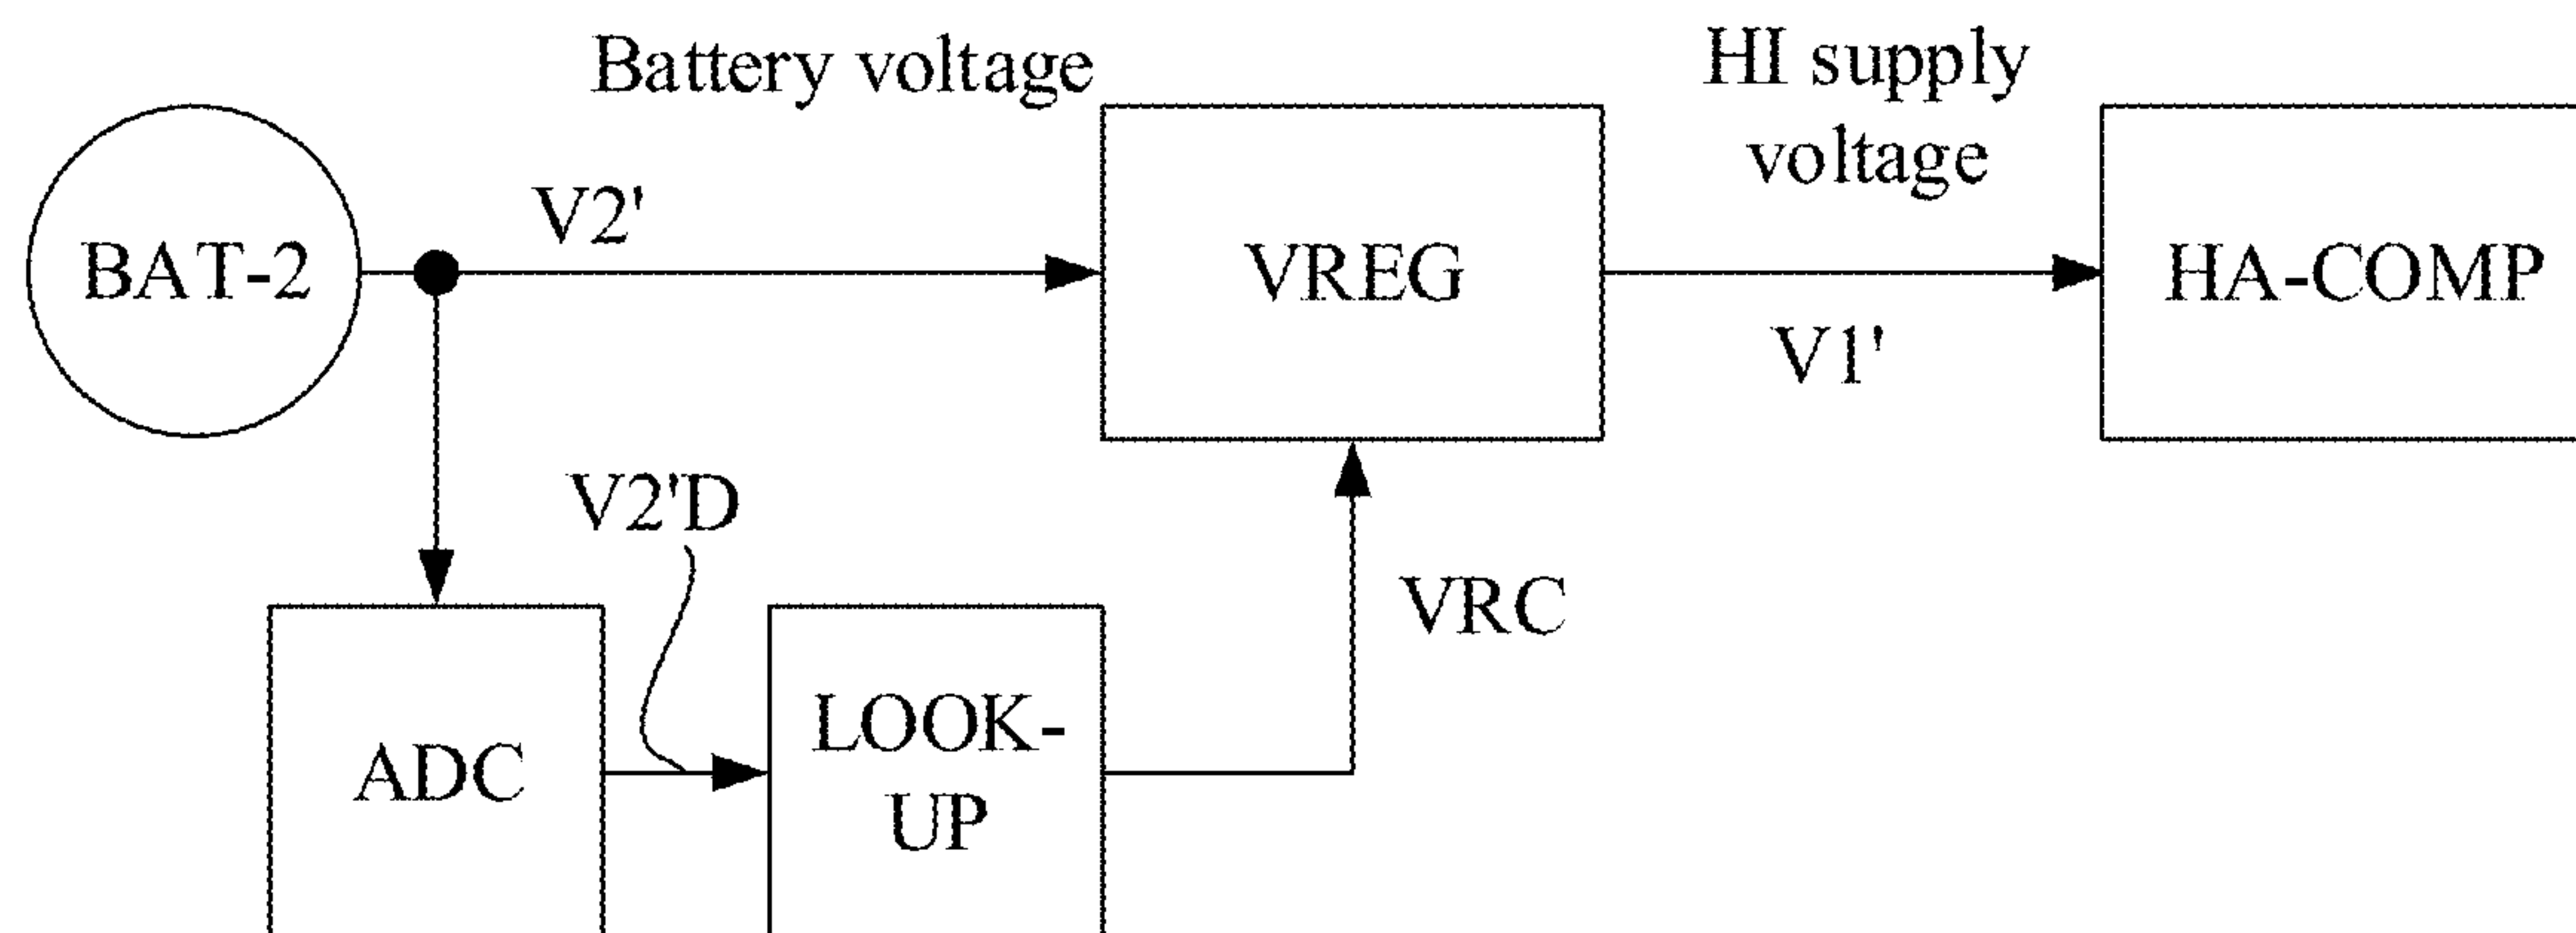 Battery voltage
HI supply
voltage
BAT-2
V2'
VREG
HA-COMP
V1'
V2'D
VRC
ADC
LOOK-
UP